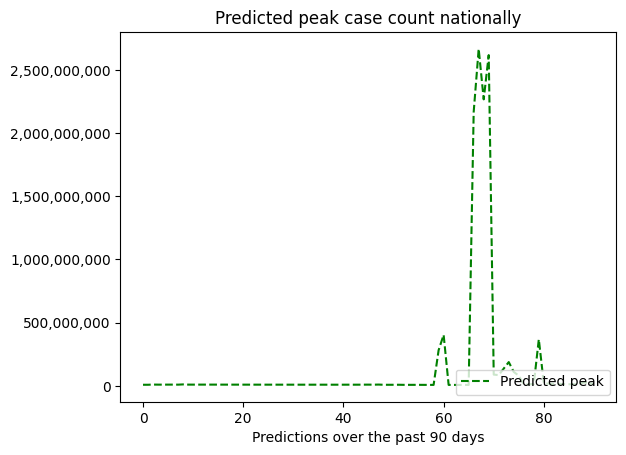 Predicted peak case count nationally
2,500,000,000
2,000,000,000
1,500,000,000
1,000,000,000
500,000,000
0
Predicted peak
0 20 40 60 80
Predictions over the past 90 days